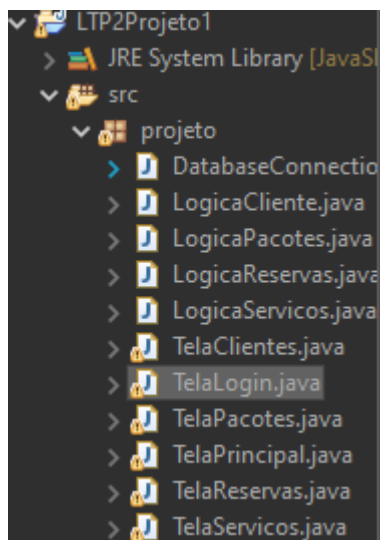 LTP2Projeto1
JRE System Library [JavaS
src
projeto
DatabaseConnectio
LogicaCliente.java
LogicaPacotes.java
LogicaReservas.java
LogicaServicos.java
TelaClientes.java
TelaLogin.java
TelaPacotes.java
TelaPrincipal.java
TelaReservas.java
TelaServicos.java